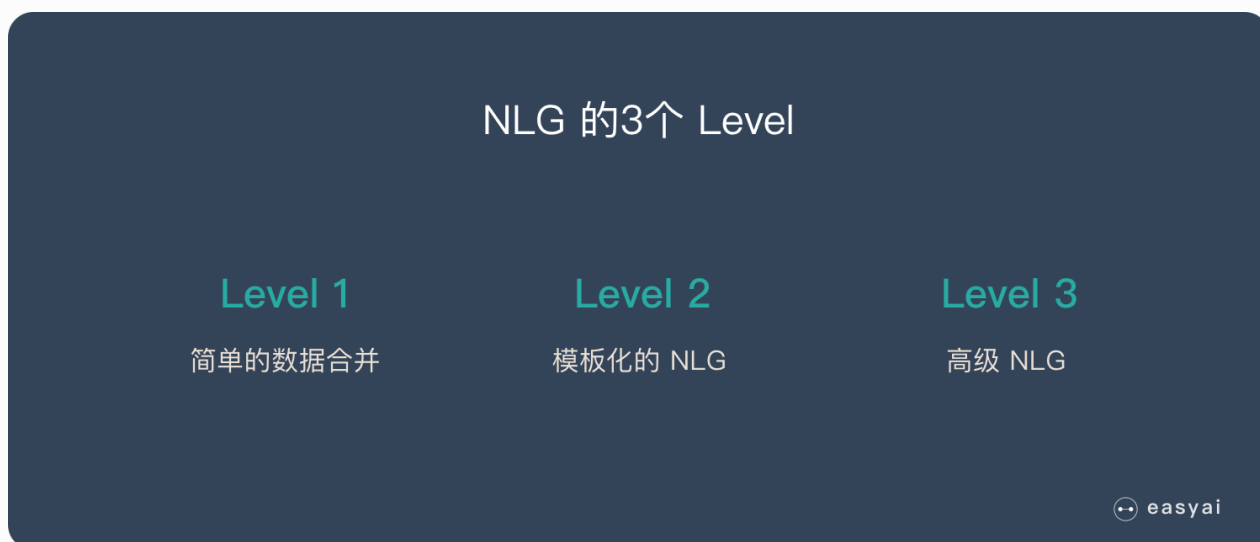 NLG 的3个 Level
Level 1
Level 2
Level 3
简单的数据合并
模板化的 NLG
高级 NLG
easyai